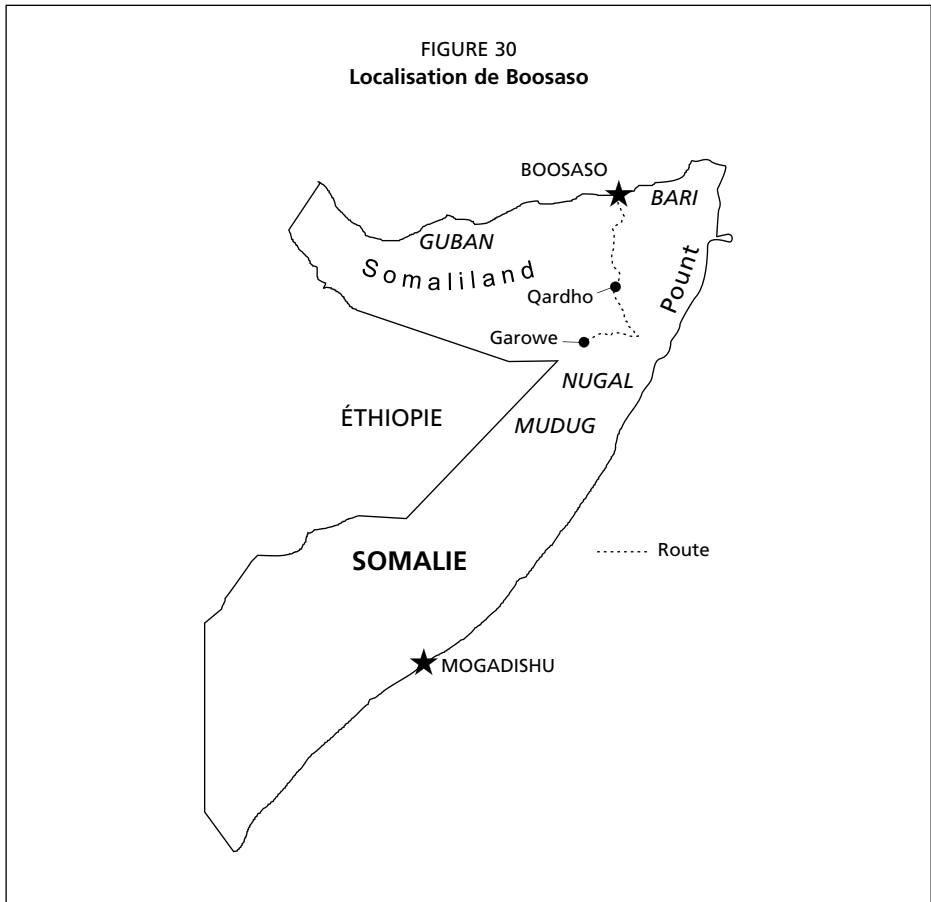 FIGURE 30
Localisation de Boosaso
BOOSASO
BARI
GUBAN
Somaliland
Pount
Qardho
Garowe
NUGAL
ÉTHIOPIE
MUDUG
SOMALIE
Route
MOGADISHU